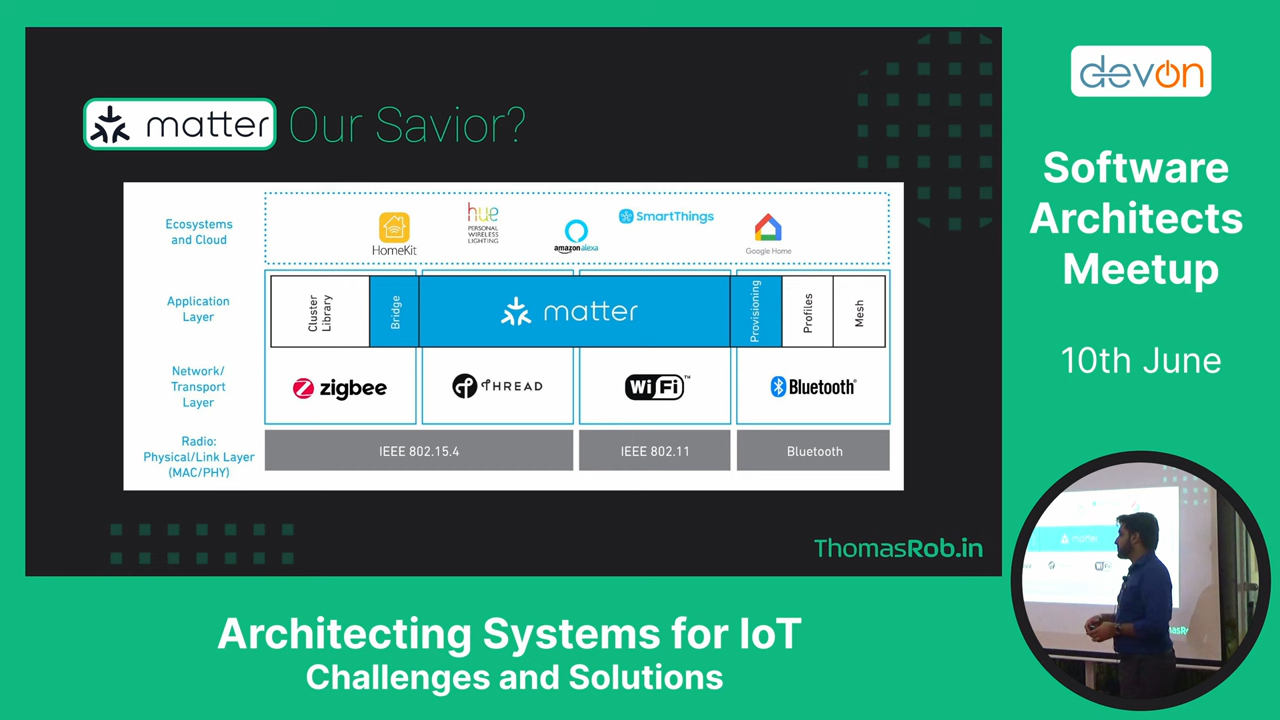 matter Our Savior?
Ecosystems
and Cloud
HomeKit
hue
PERSONAL
WIRELESS
LIGHTING
amazon alexa
SmartThings
Google Home
Application
Layer
Cluster
Library
Bridge
matter
Provisioning
Profiles
Mesh
Network/
Transport
Layer
zigbee
THREAD
WiFi™
Bluetooth®
Radio:
Physical/Link Layer
(MAC/PHY)
IEEE 802.15.4
IEEE 802.11
Bluetooth
ThomasRob.in
devon
Software
Architects
Meetup
10th June
matter
WiFi
Architecting Systems for IoT
Challenges and Solutions